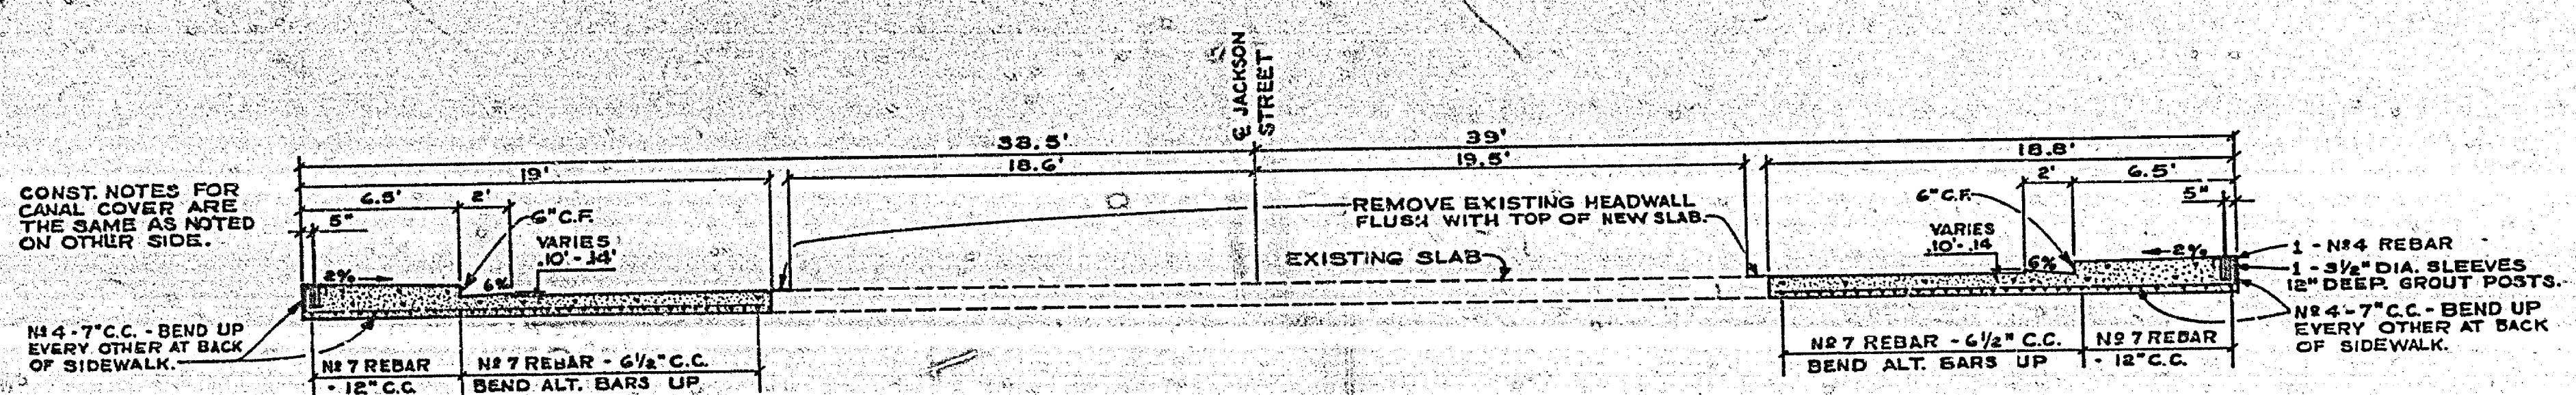 ℄ JACKSON
STREET
38.5'
39'
18.6'
19.5'
18.8'
19'
6.5'
2'
2'
6.5'
5"
5"
CONST. NOTES FOR
CANAL COVER ARE
THE SAME AS NOTED
ON OTHER SIDE.
6" C.F.
VARIES
.10'-.14'
2%
6%
REMOVE EXISTING HEADWALL
FLUSH WITH TOP OF NEW SLAB.
EXISTING SLAB
6" C.F.
VARIES
.10'-.14
6%
2%
1 - Nº4 REBAR
1 - 3½" DIA. SLEEVES
12" DEEP. GROUT POSTS.
Nº 4 - 7" C.C. - BEND UP
EVERY OTHER AT BACK
OF SIDEWALK.
Nº 4 - 7" C.C. - BEND UP
EVERY OTHER AT BACK
OF SIDEWALK.
Nº 7 REBAR
- 12" C.C.
Nº 7 REBAR - 6½" C.C.
BEND ALT. BARS UP
Nº 7 REBAR - 6½" C.C.
BEND ALT. BARS UP
Nº 7 REBAR
- 12" C.C.